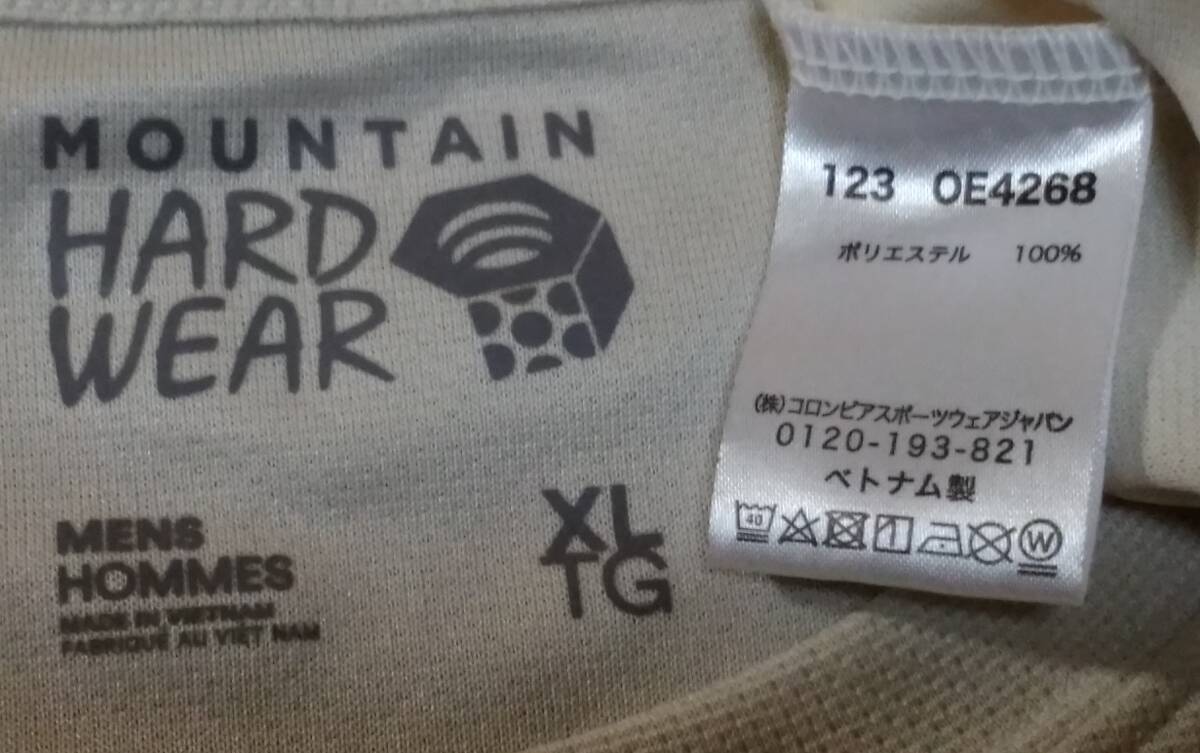 MOUNTAIN
HARD
WEAR
MENS
HOMMES
MADE IN VIETNAM
FABRIQUÉ AU VIET NAM
XL
TG
123 OE4268
ポリエステル 100%
(株)コロンビアスポーツウェアジャパン
0120-193-821
ベトナム製
40
W